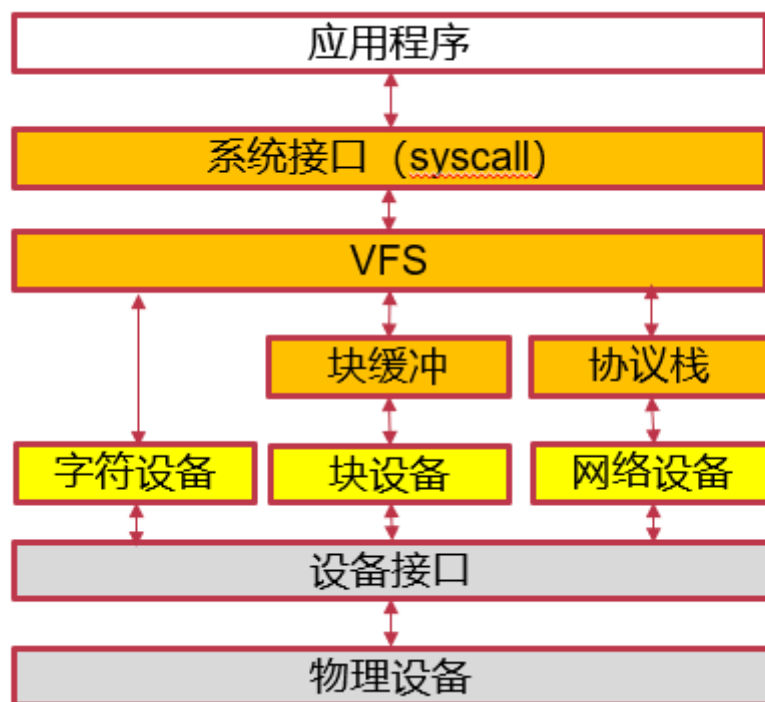 应用程序
系统接口（syscall）
VFS
块缓冲
协议栈
字符设备
块设备
网络设备
设备接口
物理设备